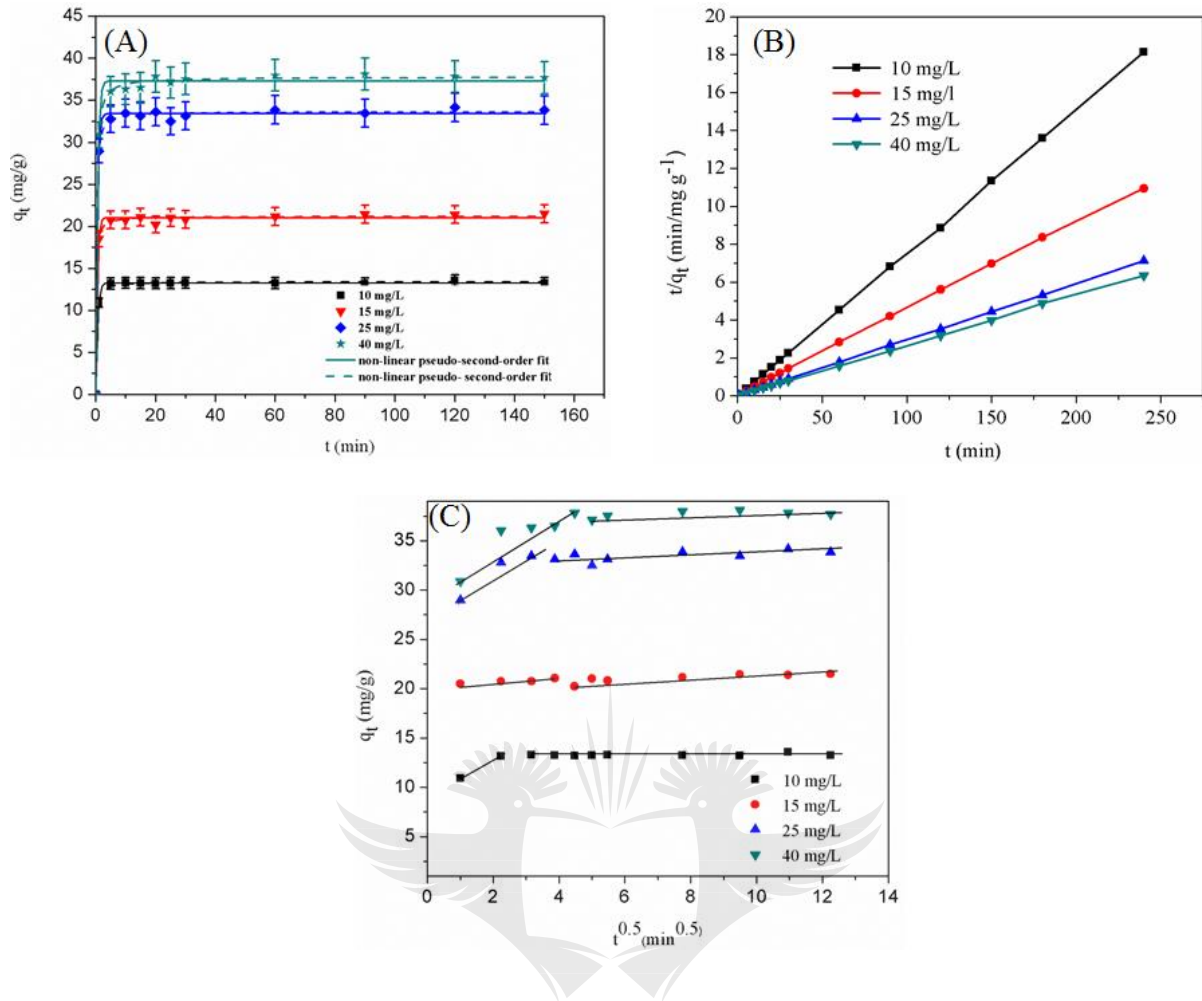 (A)
45
40
35
30
25
20
15
10
5
0
qt (mg/g)
10 mg/L
15 mg/L
25 mg/L
40 mg/L
non-linear pseudo-second-order fit
non-linear pseudo- second-order fit
0 20 40 60 80 100 120 140 160
t (min)
(B)
20
18
16
14
12
10
8
6
4
2
0
t/qt (min/mg g-1)
10 mg/L
15 mg/l
25 mg/L
40 mg/L
0 50 100 150 200 250
t (min)
(C)
35
30
25
20
15
10
5
qt (mg/g)
10 mg/L
15 mg/L
25 mg/L
40 mg/L
0 2 4 6 8 10 12 14
t0.5 (min0.5)